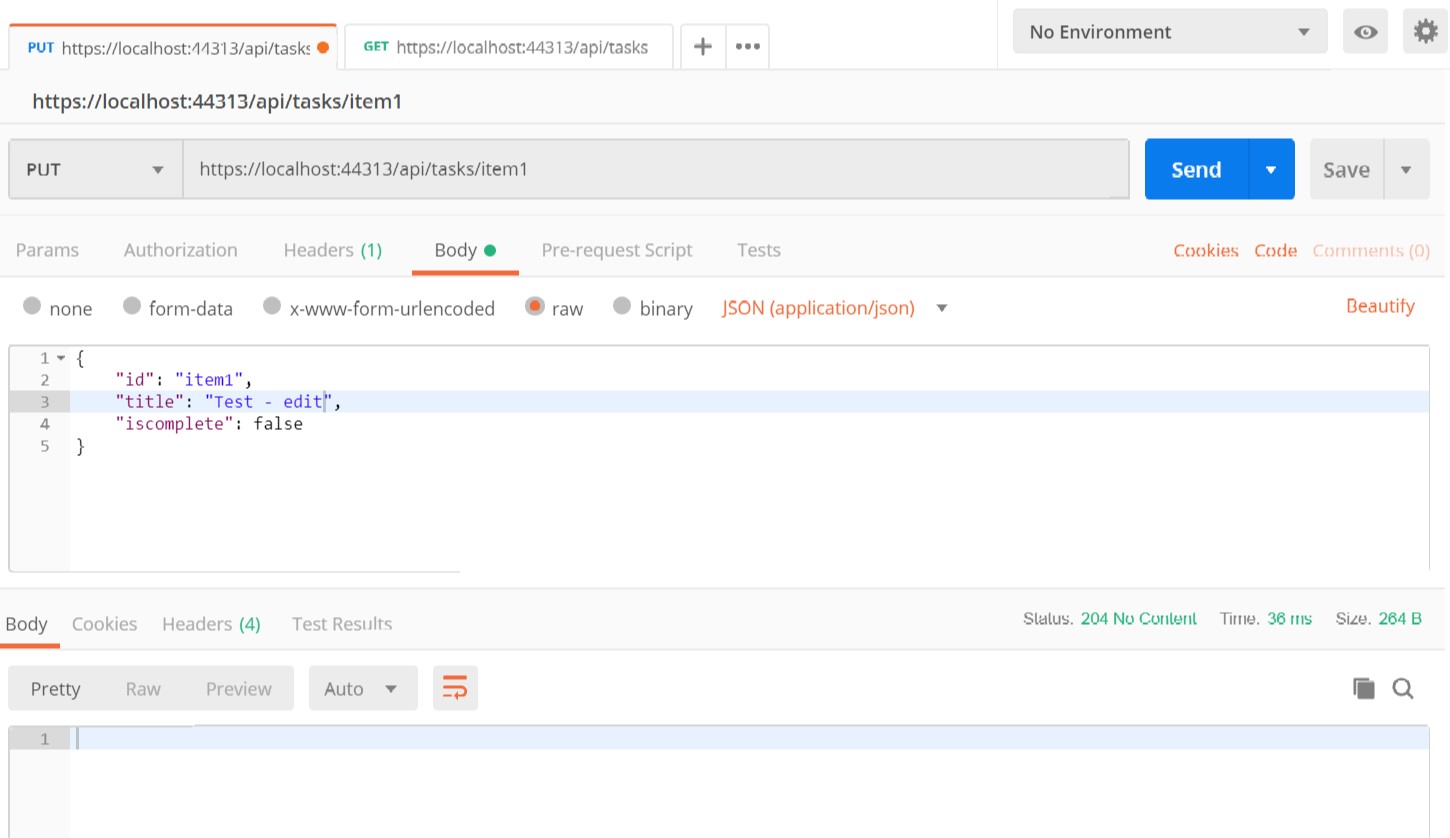 PUT https://localhost:44313/api/tasks GET https://localhost:44313/api/tasks No Environment
https://localhost:44313/api/tasks/item1
PUT https://localhost:44313/api/tasks/item1 Send Save
Params Authorization Headers (1) Body Pre-request Script Tests Cookies Code Comments (0)
none form-data x-www-form-urlencoded raw binary JSON (application/json) Beautify
1 {
2 "id": "item1",
3 "title": "Test - edit",
4 "iscomplete": false
5 }
Body Cookies Headers (4) Test Results Status: 204 No Content Time: 36 ms Size: 264 B
Pretty Raw Preview Auto
1